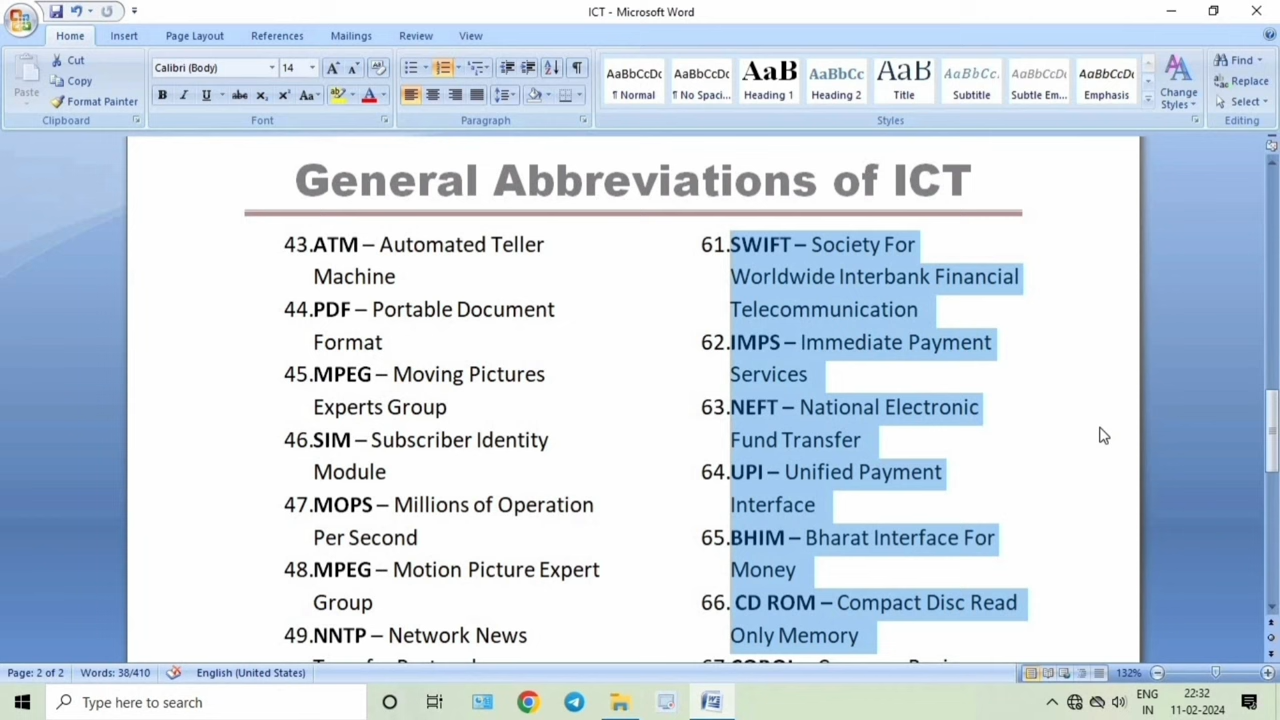 ICT - Microsoft Word
Home Insert Page Layout References Mailings Review View
Paste
Cut
Copy
Format Painter
Clipboard
Calibri (Body) 14
Font
Paragraph
AaBbCcDc AaBbCcDc AaB AaBbCc AaB AaBbCc. AaBbCcDc AaBbCcDc
¶ Normal ¶ No Spaci... Heading 1 Heading 2 Title Subtitle Subtle Em... Emphasis
Styles
Change Styles
Find
Replace
Select
Editing
General Abbreviations of ICT
43.ATM – Automated Teller
Machine
44.PDF – Portable Document
Format
45.MPEG – Moving Pictures
Experts Group
46.SIM – Subscriber Identity
Module
47.MOPS – Millions of Operation
Per Second
48.MPEG – Motion Picture Expert
Group
49.NNTP – Network News
61.SWIFT – Society For
Worldwide Interbank Financial
Telecommunication
62.IMPS – Immediate Payment
Services
63.NEFT – National Electronic
Fund Transfer
64.UPI – Unified Payment
Interface
65.BHIM – Bharat Interface For
Money
66. CD ROM – Compact Disc Read
Only Memory
Page: 2 of 2 Words: 38/410 English (United States) 132%
Type here to search
ENG
IN
22:32
11-02-2024